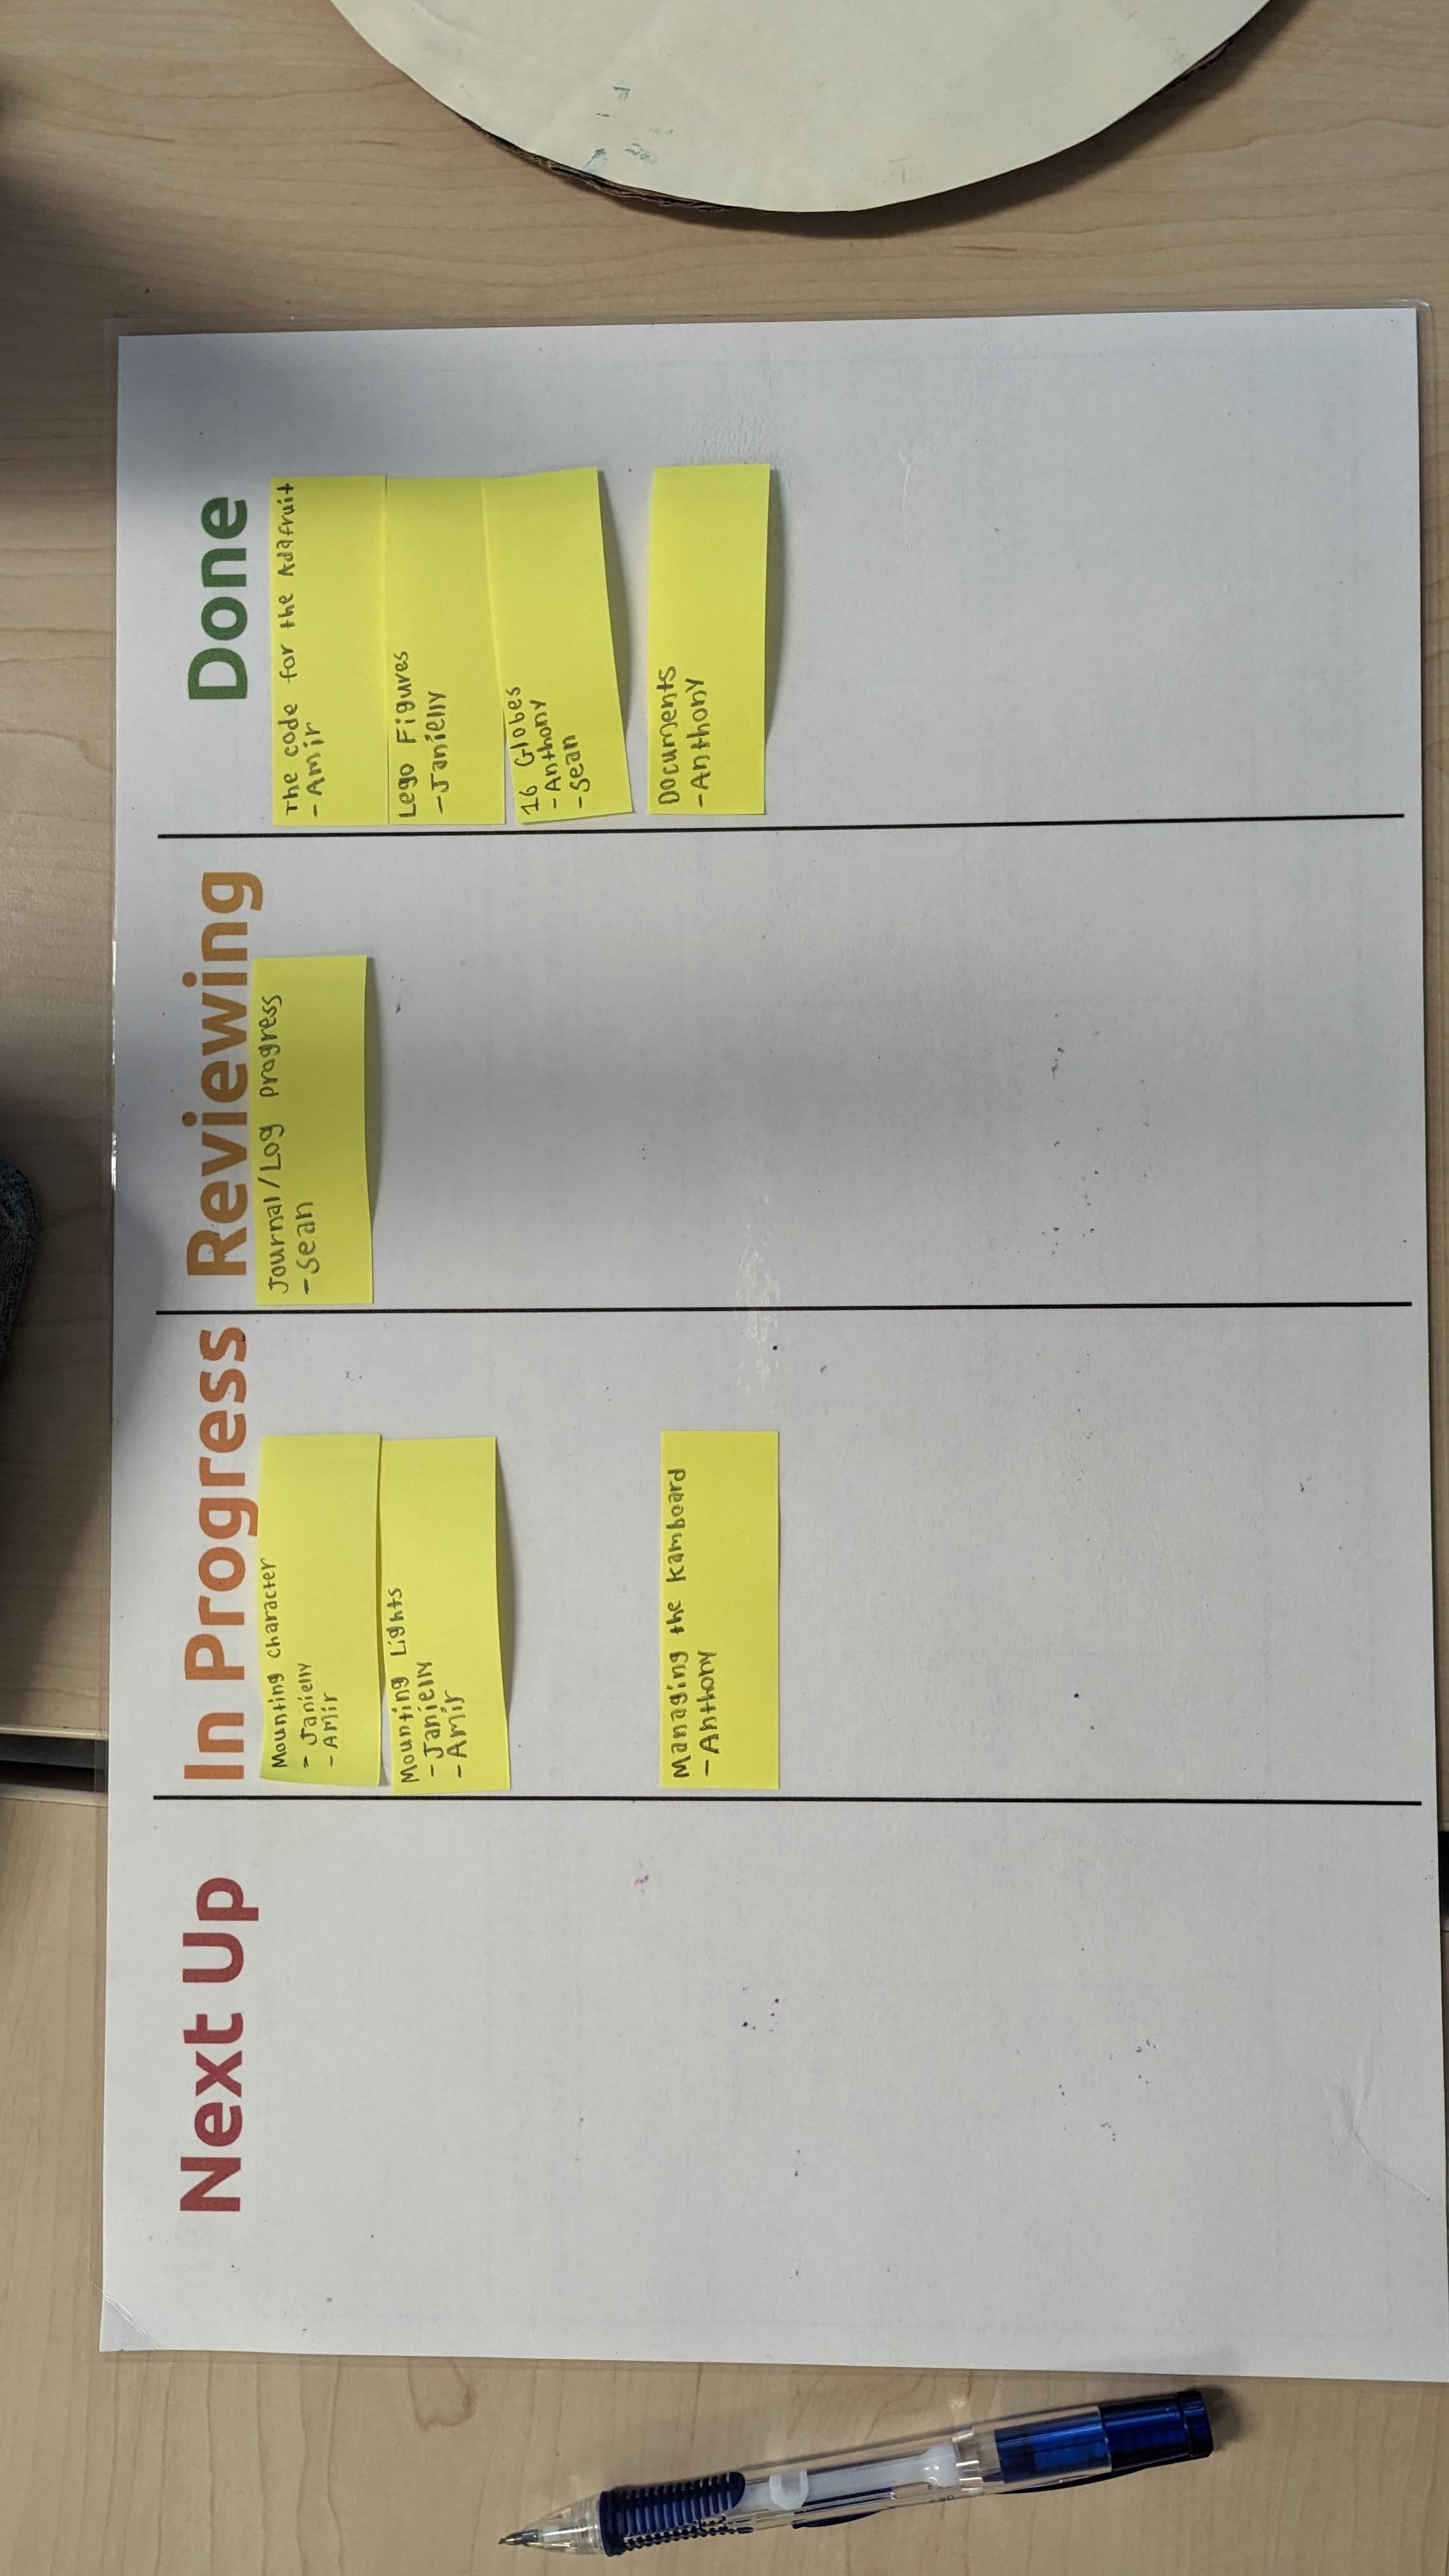 Next Up
In Progress
Mounting character
- Janielly
- Amir
Mounting Lights
- Janielly
- Amir
Managing the Kamboard
- Anthony
Reviewing
Journal/Log progress
- Sean
Done
The code for the Adafruit
- Amir
Lego Figures
- Janielly
16 Globes
- Anthony
- Sean
Documents
- Anthony